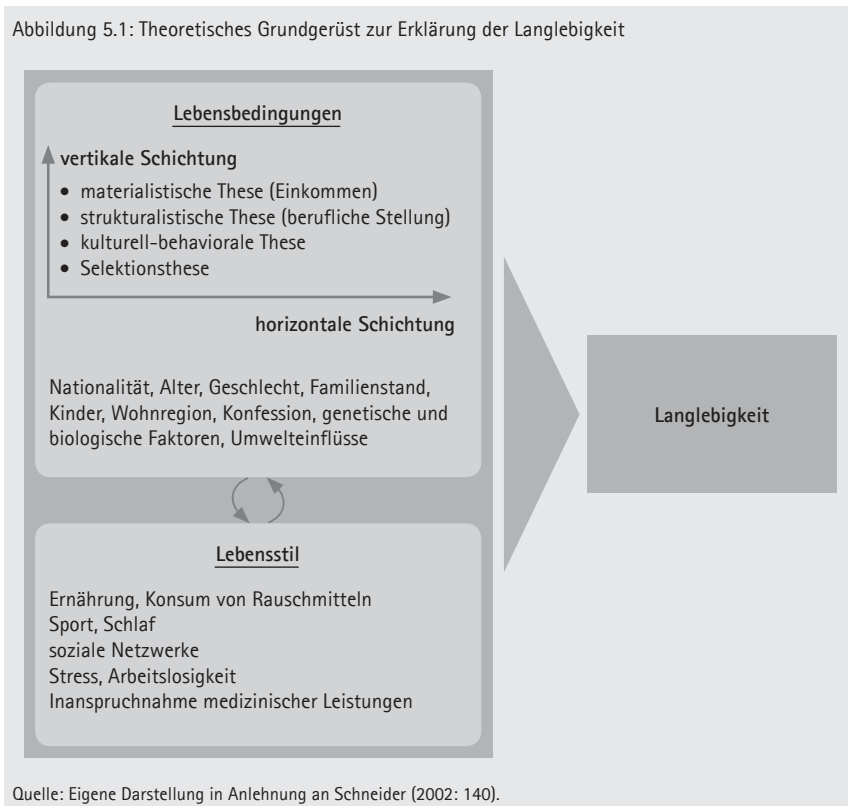 Abbildung 5.1: Theoretisches Grundgerüst zur Erklärung der Langlebigkeit
Lebensbedingungen
vertikale Schichtung
• materialistische These (Einkommen)
• strukturalistische These (berufliche Stellung)
• kulturell-behaviorale These
• Selektionsthese
horizontale Schichtung
Nationalität, Alter, Geschlecht, Familienstand,
Kinder, Wohnregion, Konfession, genetische und
biologische Faktoren, Umwelteinflüsse
Lebensstil
Ernährung, Konsum von Rauschmitteln
Sport, Schlaf
soziale Netzwerke
Stress, Arbeitslosigkeit
Inanspruchnahme medizinischer Leistungen
Langlebigkeit
Quelle: Eigene Darstellung in Anlehnung an Schneider (2002: 140).